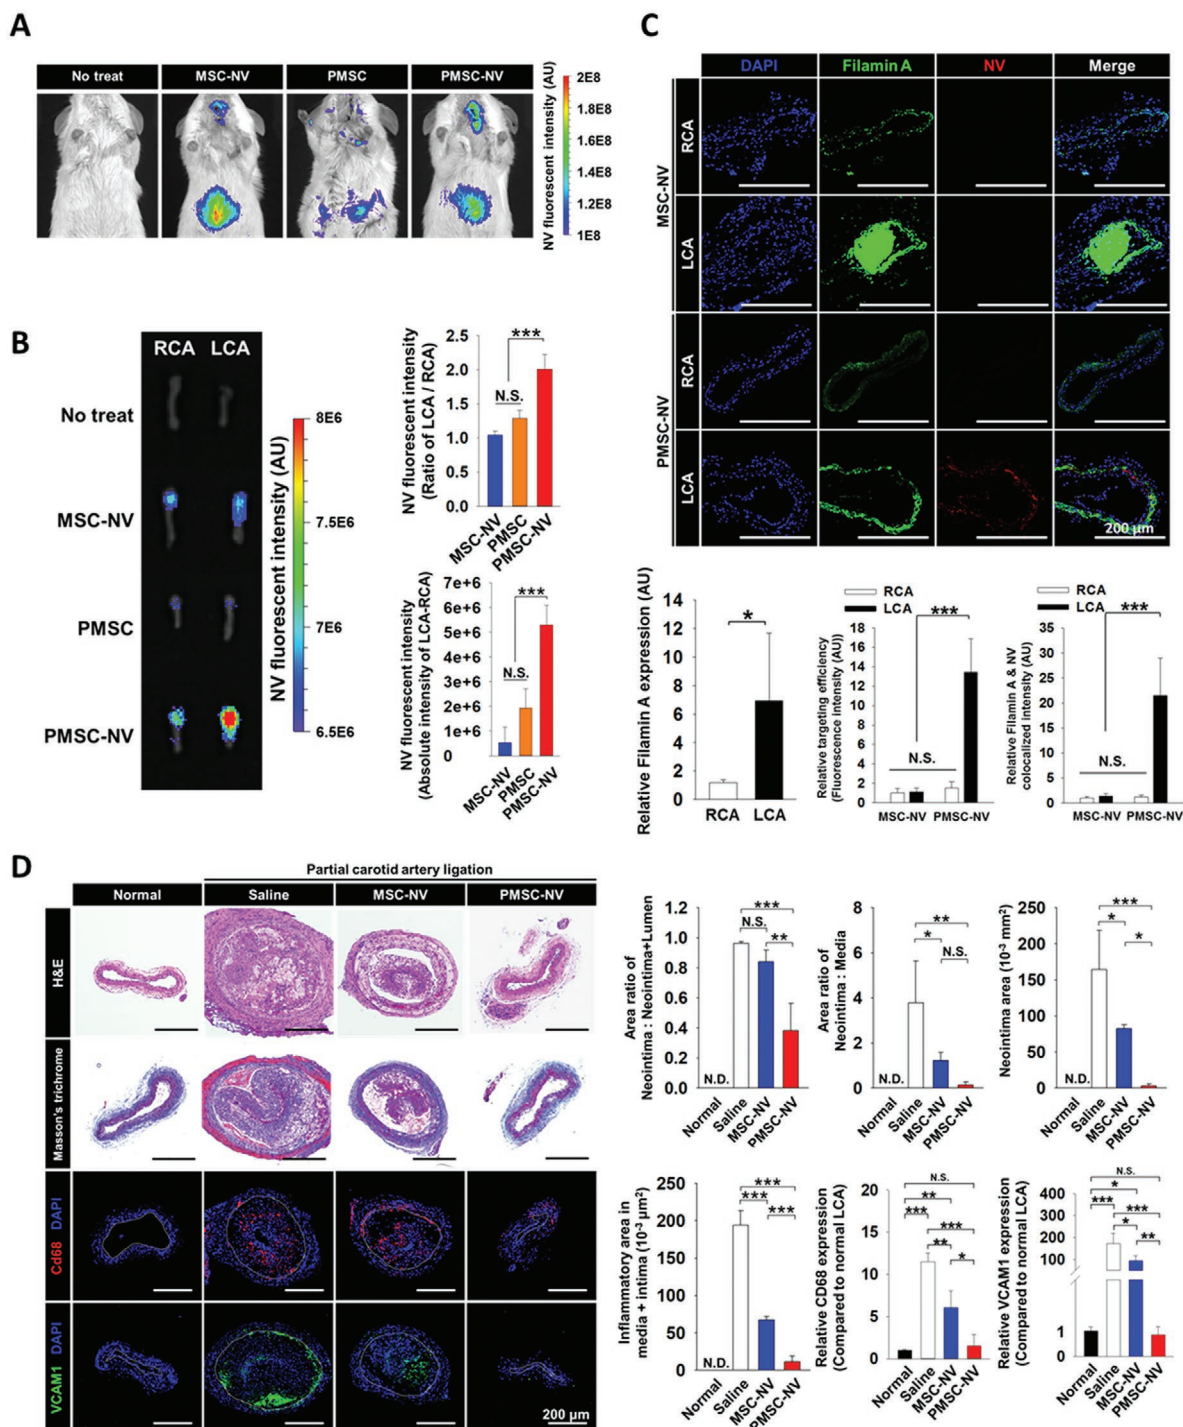 A
No treat MSC-NV PMSC PMSC-NV
NV fluorescent intensity (AU)
2E8
1.8E8
1.6E8
1.4E8
1.2E8
1E8
B
RCA LCA
No treat
MSC-NV
PMSC
PMSC-NV
NV fluorescent intensity (AU)
8E6
7.5E6
7E6
6.5E6
NV fluorescent intensity
(Ratio of LCA / RCA)
2.5
2.0
1.5
1.0
0.5
0.0
***
N.S.
MSC-NV
PMSC
PMSC-NV
NV fluorescent intensity
(Absolute intensity of LCA-RCA)
7e+6
6e+6
5e+6
4e+6
3e+6
2e+6
1e+6
0
***
N.S.
MSC-NV
PMSC
PMSC-NV
C
DAPI Filamin A NV Merge
MSC-NV
RCA
LCA
PMSC-NV
RCA
LCA
200 μm
Relative Filamin A expression (AU)
14
12
10
8
6
4
2
0
*
RCA LCA
Relative targeting efficiency
(Fluorescence intensity (AU))
RCA
LCA
18
16
14
12
10
8
6
4
2
0
***
N.S.
MSC-NV PMSC-NV
Relative Filamin A & NV
colocalized intensity (AU)
RCA
LCA
35
30
25
20
15
10
5
0
***
N.S.
MSC-NV PMSC-NV
D
Partial carotid artery ligation
Normal Saline MSC-NV PMSC-NV
H&E
Masson's trichrome
Cd68 DAPI
VCAM1 DAPI
200 μm
Area ratio of
Neointima : Neointima+Lumen
1.2
1.0
0.8
0.6
0.4
0.2
0.0
***
N.S.
**
N.D.
Normal
Saline
MSC-NV
PMSC-NV
Area ratio of
Neointima : Media
8
6
4
2
0
**
*
N.S.
N.D.
Normal
Saline
MSC-NV
PMSC-NV
Neointima area (10⁻³ mm²)
250
200
150
100
50
0
***
*
*
N.D.
Normal
Saline
MSC-NV
PMSC-NV
Inflammatory area in
media + intima (10⁻³ μm²)
250
200
150
100
50
0
***
***
***
N.D.
Normal
Saline
MSC-NV
PMSC-NV
Relative CD68 expression
(Compared to normal LCA)
20
15
10
5
0
N.S.
**
***
***
**
*
Normal
Saline
MSC-NV
PMSC-NV
Relative VCAM1 expression
(Compared to normal LCA)
400
300
200
100
1
0
N.S.
*
***
***
*
**
Normal
Saline
MSC-NV
PMSC-NV